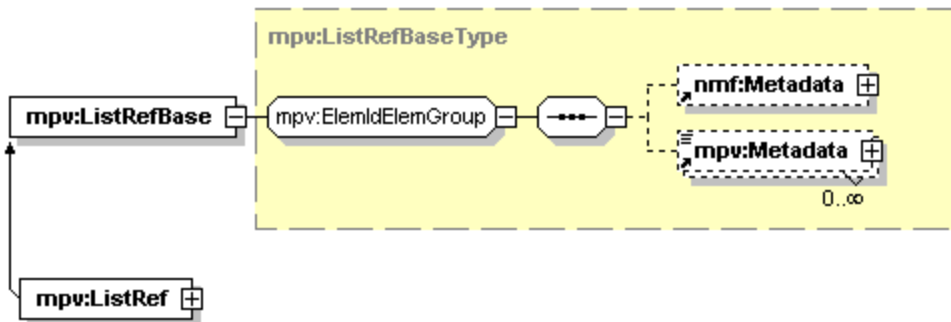 mpv:ListRefBaseType
mpv:ListRefBase
mpv:ElemIdElemGroup
nmf:Metadata
mpv:Metadata
0..∞
mpv:ListRef